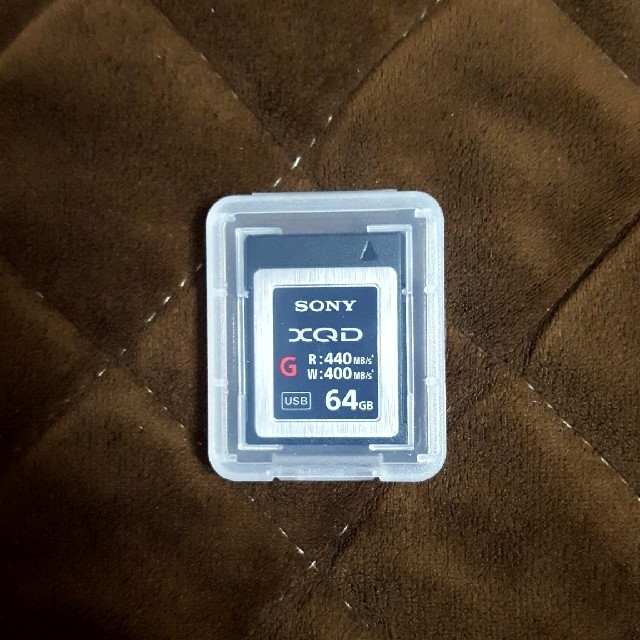 SONY
XQD
G R:440MB/s*
W:400MB/s*
USB 64GB